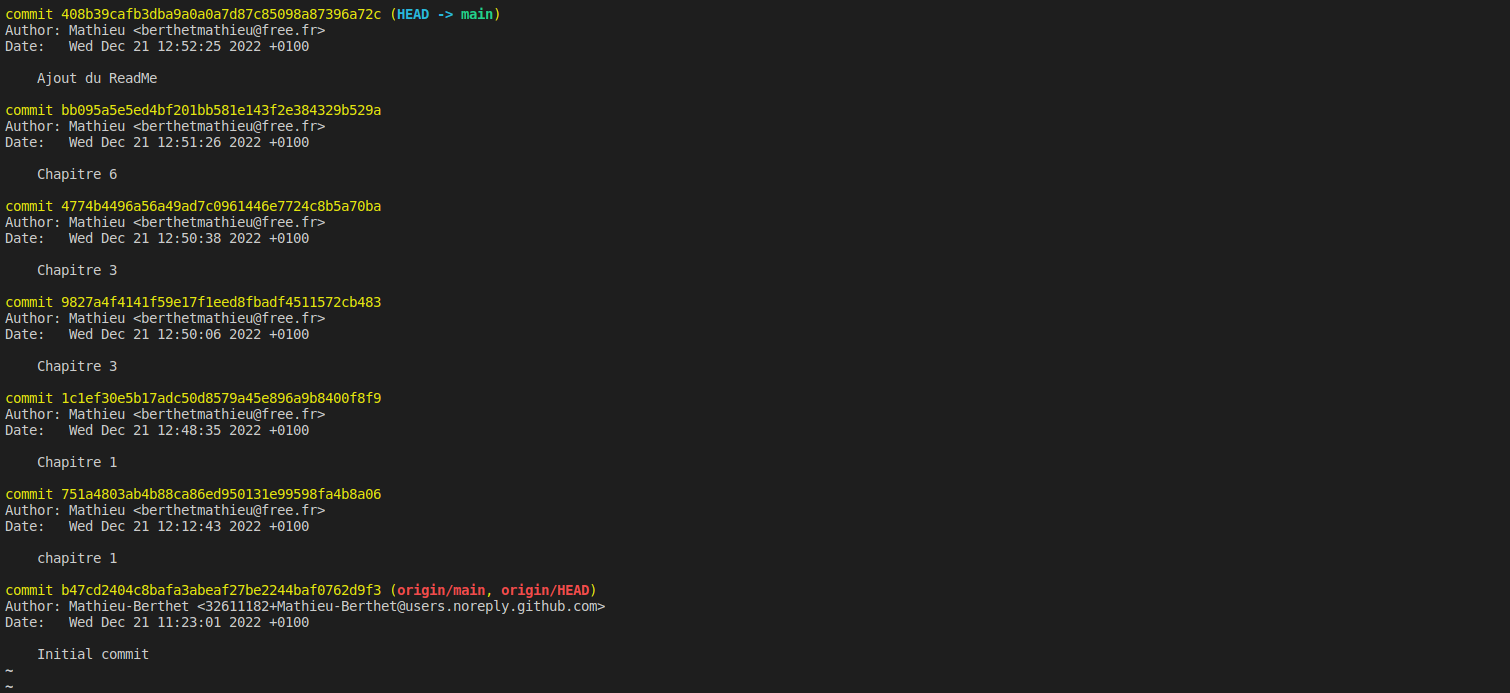 commit 408b39cafb3dba9a0a0a7d87c85098a87396a72c (HEAD -> main)
Author: Mathieu <berthetmathieu@free.fr>
Date:   Wed Dec 21 12:52:25 2022 +0100
    Ajout du ReadMe
commit bb095a5e5ed4bf201bb581e143f2e384329b529a
Author: Mathieu <berthetmathieu@free.fr>
Date:   Wed Dec 21 12:51:26 2022 +0100
    Chapitre 6
commit 4774b4496a56a49ad7c0961446e7724c8b5a70ba
Author: Mathieu <berthetmathieu@free.fr>
Date:   Wed Dec 21 12:50:38 2022 +0100
    Chapitre 3
commit 9827a4f4141f59e17f1eed8fbadf4511572cb483
Author: Mathieu <berthetmathieu@free.fr>
Date:   Wed Dec 21 12:50:06 2022 +0100
    Chapitre 3
commit 1c1ef30e5b17adc50d8579a45e896a9b8400f8f9
Author: Mathieu <berthetmathieu@free.fr>
Date:   Wed Dec 21 12:48:35 2022 +0100
    Chapitre 1
commit 751a4803ab4b88ca86ed950131e99598fa4b8a06
Author: Mathieu <berthetmathieu@free.fr>
Date:   Wed Dec 21 12:12:43 2022 +0100
    chapitre 1
commit b47cd2404c8bafa3abeaf27be2244baf0762d9f3 (origin/main, origin/HEAD)
Author: Mathieu-Berthet <32611182+Mathieu-Berthet@users.noreply.github.com>
Date:   Wed Dec 21 11:23:01 2022 +0100
    Initial commit
~
~